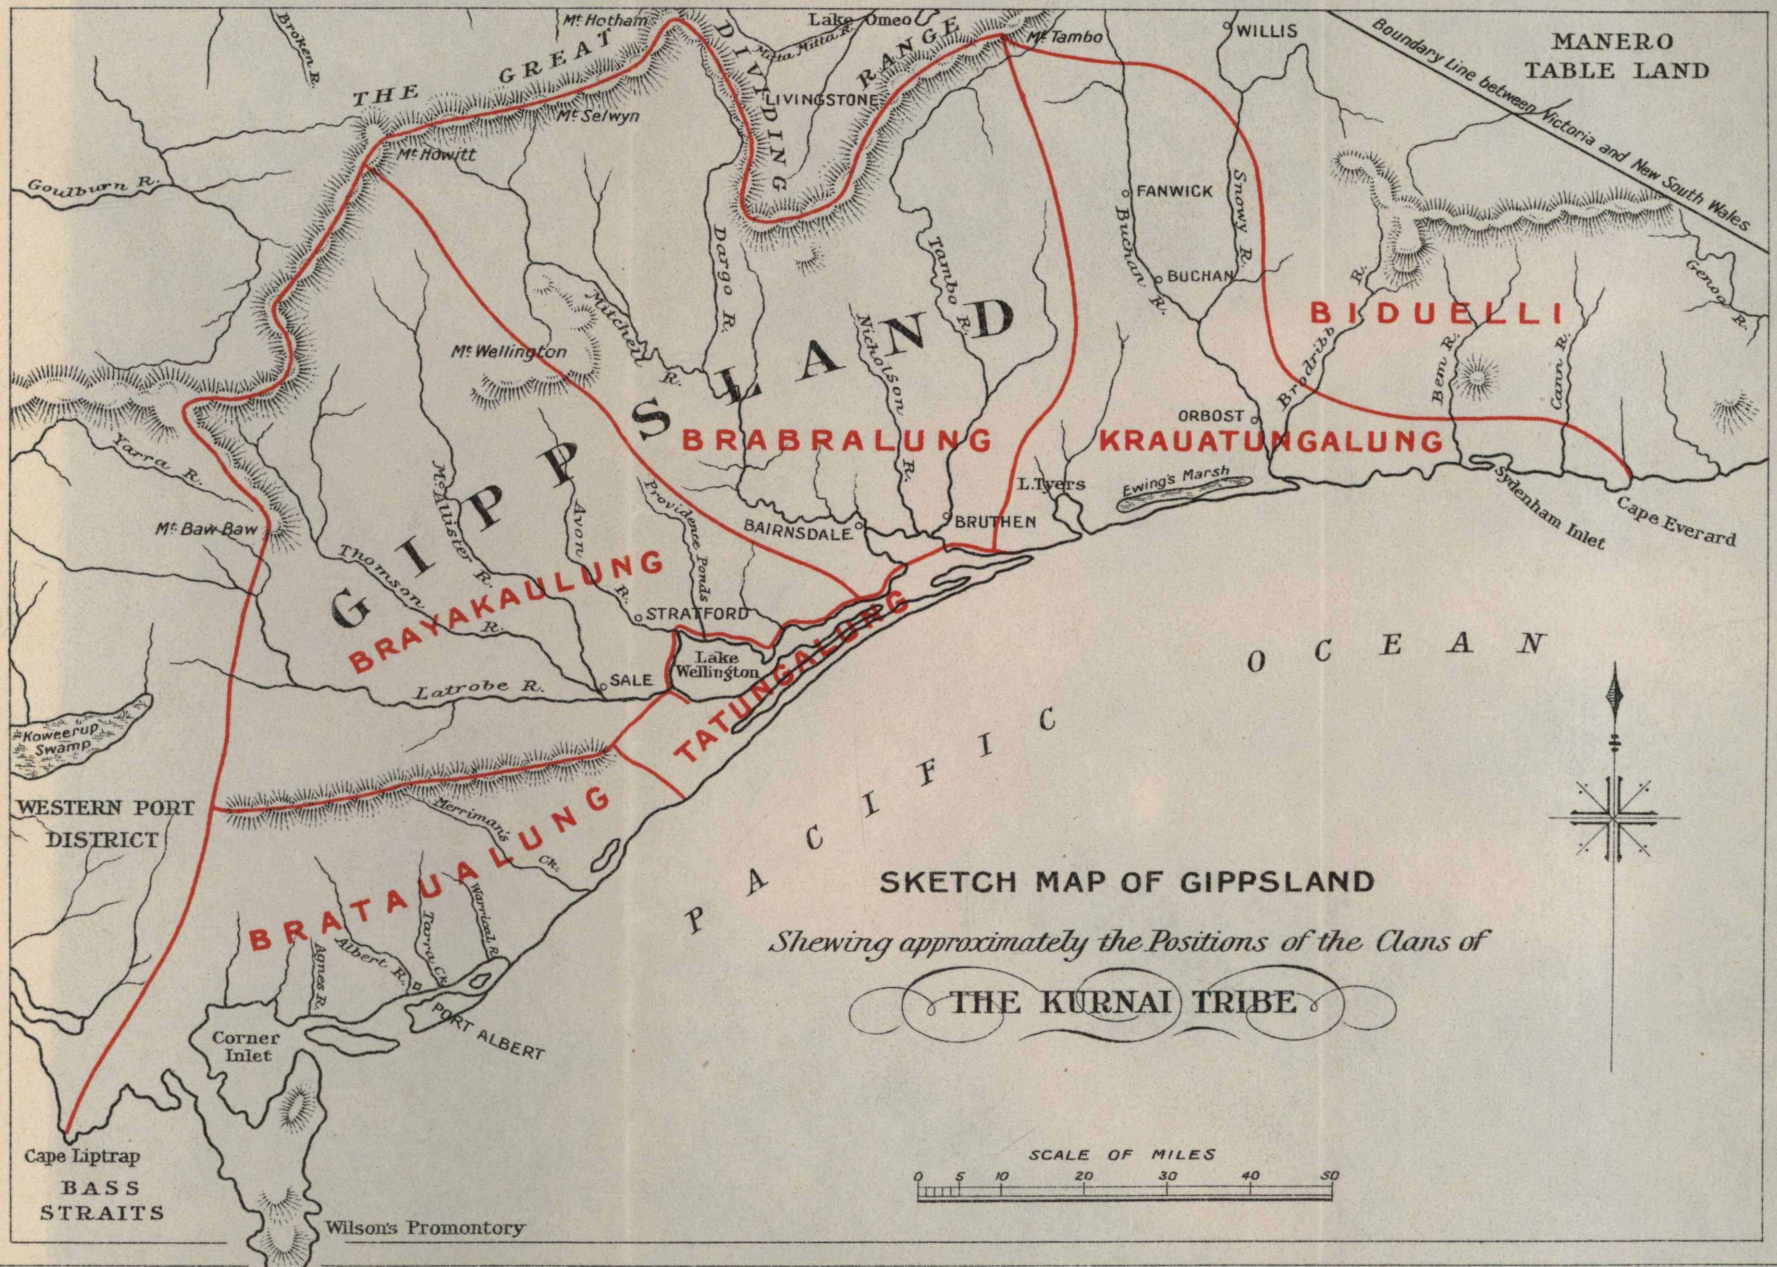 Broken R.
Mt. Hotham
THE GREAT DIVIDING RANGE
Lake Omeo
Mitta Mitta R.
Mt. Tambo
WILLIS
Boundary Line between Victoria and New South Wales
MANERO
TABLE LAND
LIVINGSTONE
Mt. Selwyn
Mt. Howitt
Goulburn R.
FANWICK
Snowy R.
Buchan R.
BUCHAN
Dargo R.
Tambo R.
Mitchell R.
Nicholson R.
Genoa R.
BIDUELLI
Brodribb R.
Bem R.
Cann R.
Mt. Wellington
GIPPSLAND
BRABRALUNG
ORBOST
KRAUATUNGALUNG
Yarra R.
McAllister R.
Avon R.
Providence Ponds
L. Tyers
Ewing's Marsh
Sydenham Inlet
Cape Everard
Mt. Baw-Baw
BAIRNSDALE
BRUTHEN
Thomson R.
BRAYAKAULUNG
STRATFORD
TATUNGALUNG
Lake
Wellington
SALE
Latrobe R.
Koweerup
Swamp
PACIFIC OCEAN
WESTERN PORT
DISTRICT
Merriman's Ck.
BRATAUALUNG
Agnes R.
Albert R.
Tarra Ck.
Warrical R.
PORT ALBERT
Corner
Inlet
SKETCH MAP OF GIPPSLAND
Shewing approximately the Positions of the Clans of
THE KURNAI TRIBE
Cape Liptrap
BASS
STRAITS
Wilson's Promontory
SCALE OF MILES
0 5 10 20 30 40 50